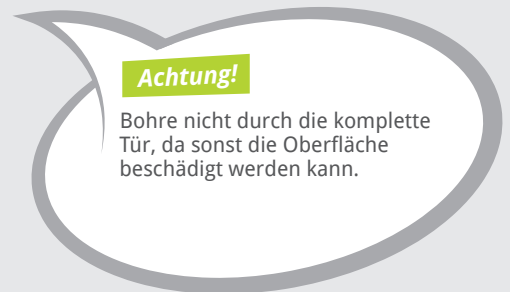 Achtung!
Bohre nicht durch die komplette
Tür, da sonst die Oberfläche
beschädigt werden kann.